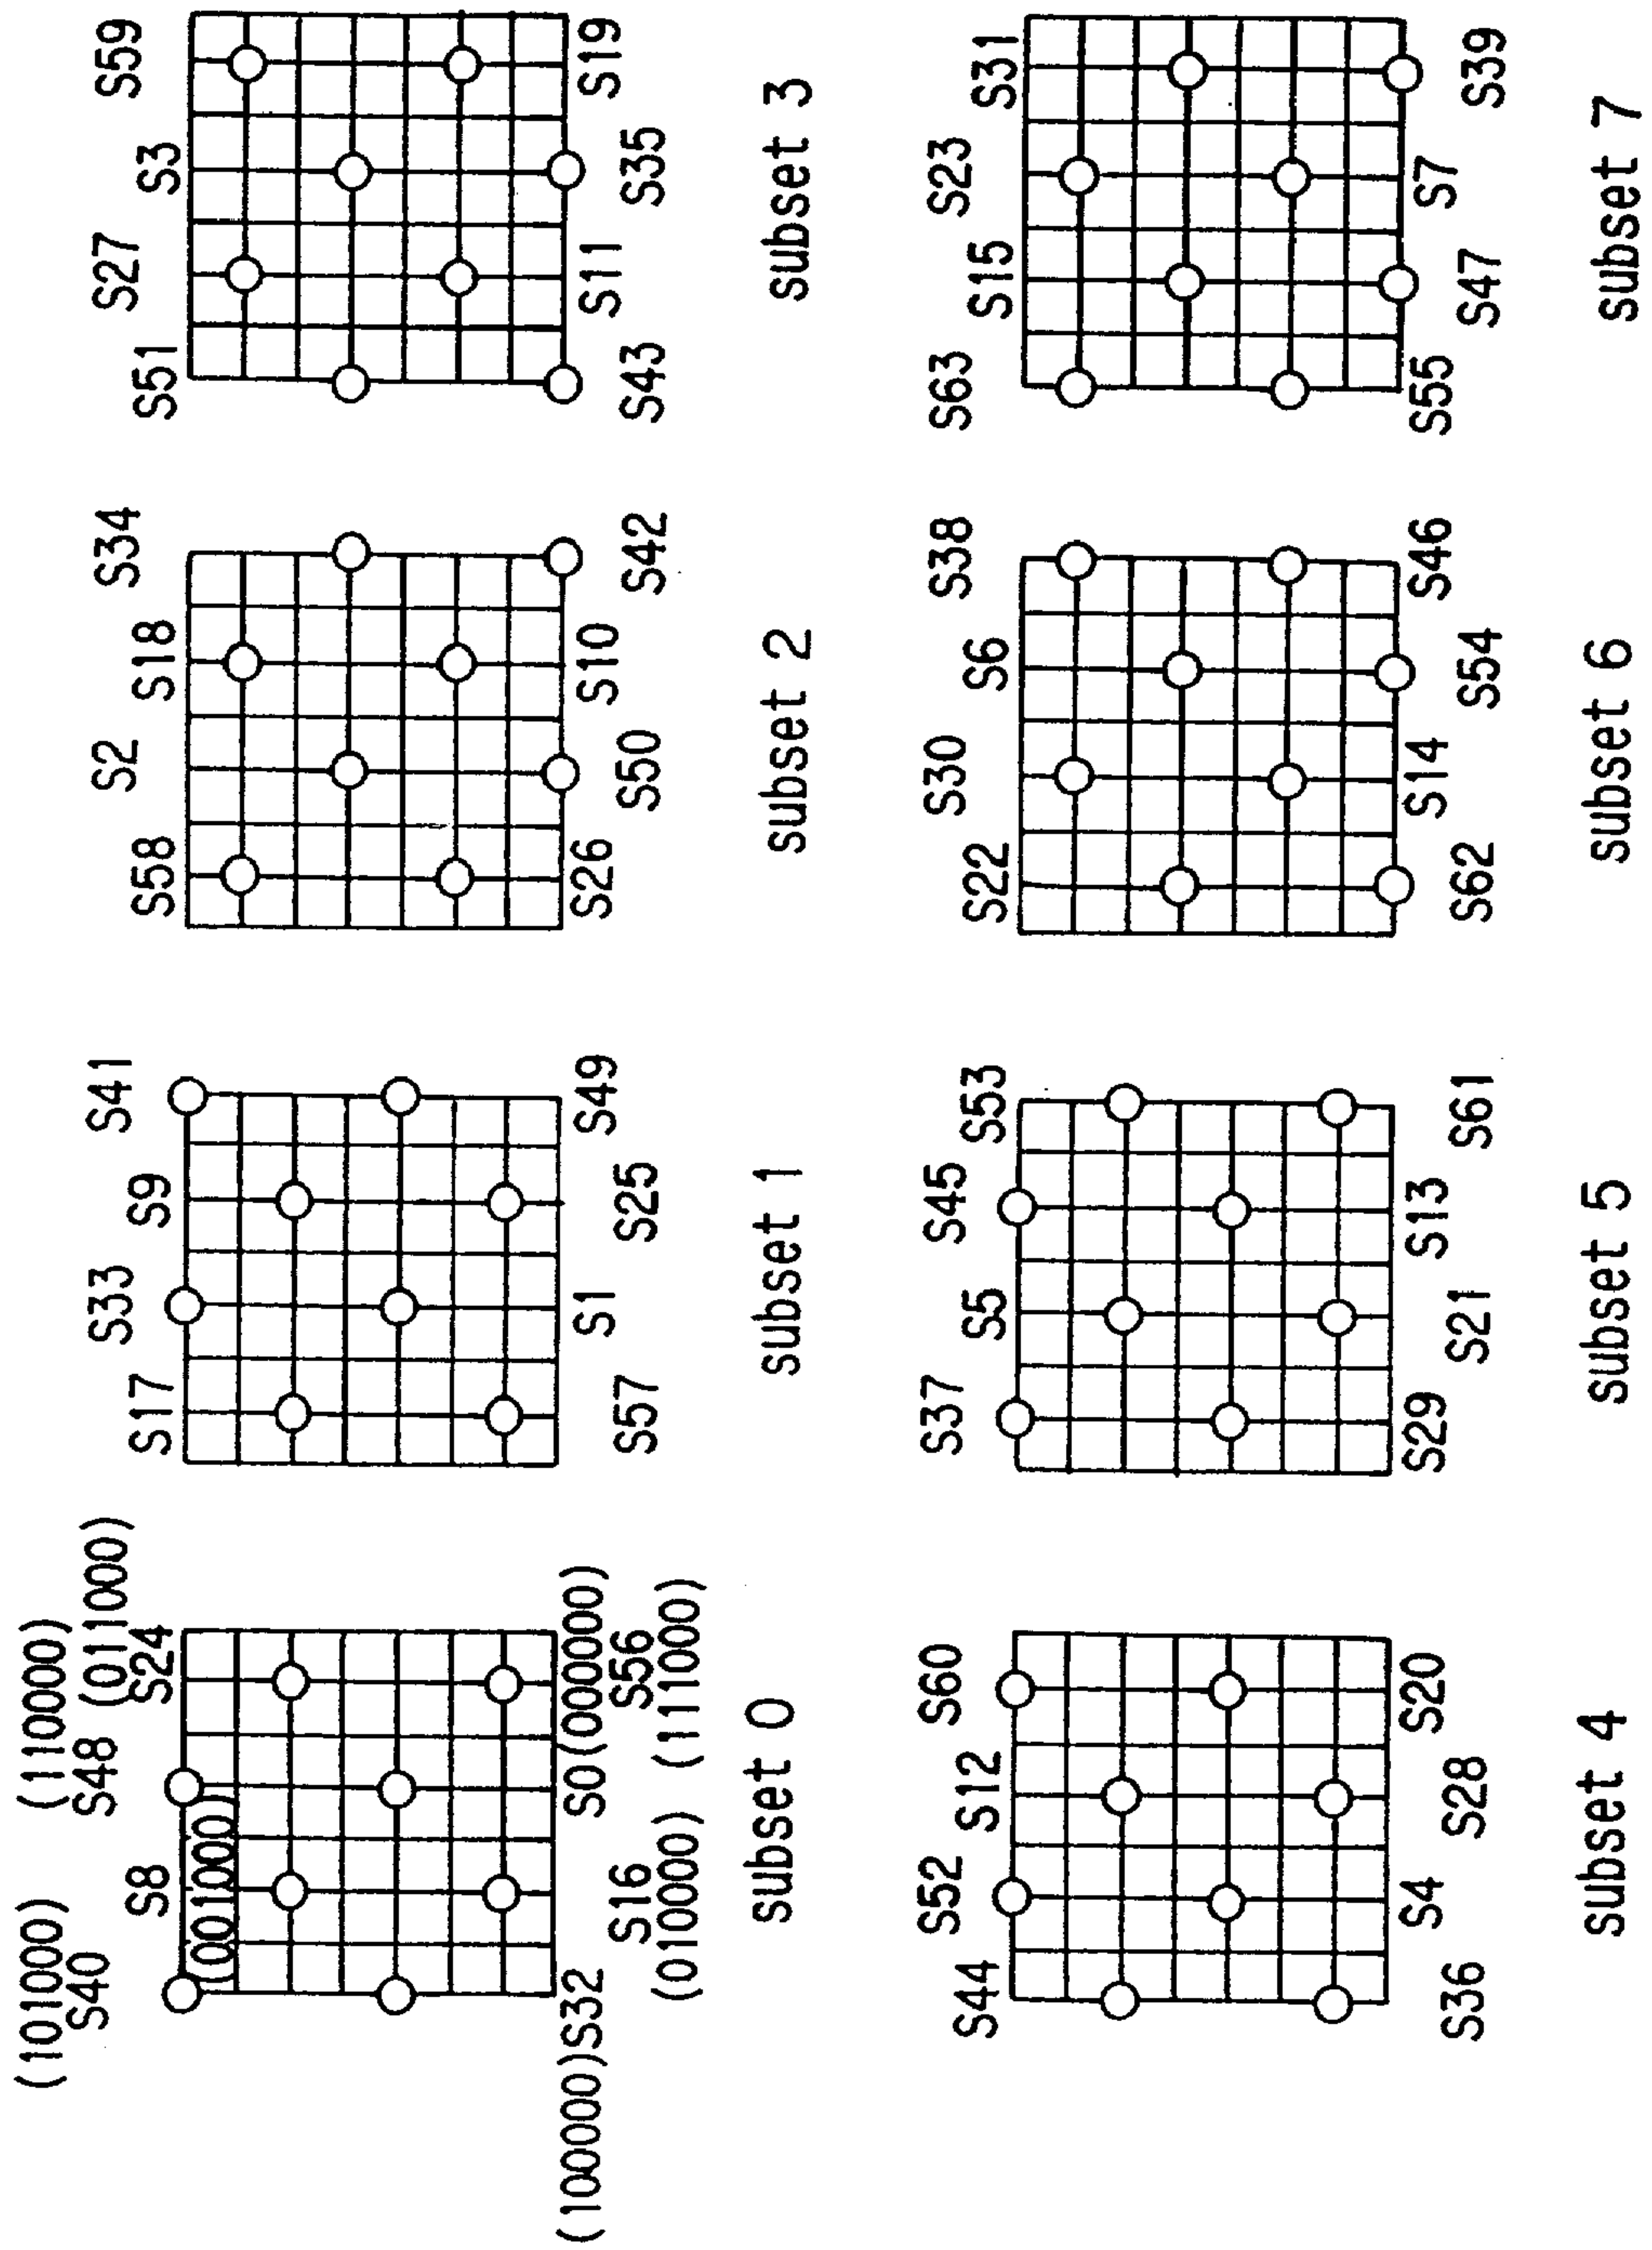 (101000) (110000)
S40 S8 S48 (011000)
S24
(001000)
(100000)S32 S0(000000)
S16 S56
(010000) (111000)
subset 0
S17 S33 S9 S41
S57 S1 S25 S49
subset 1
S58 S2 S18 S34
S26 S50 S10 S42
subset 2
S51 S27 S3 S59
S43 S11 S35 S19
subset 3
S44 S52 S12 S60
S36 S4 S28 S20
subset 4
S37 S5 S45 S53
S29 S21 S13 S61
subset 5
S22 S30 S6 S38
S62 S14 S54 S46
subset 6
S63 S15 S23 S31
S55 S47 S7 S39
subset 7